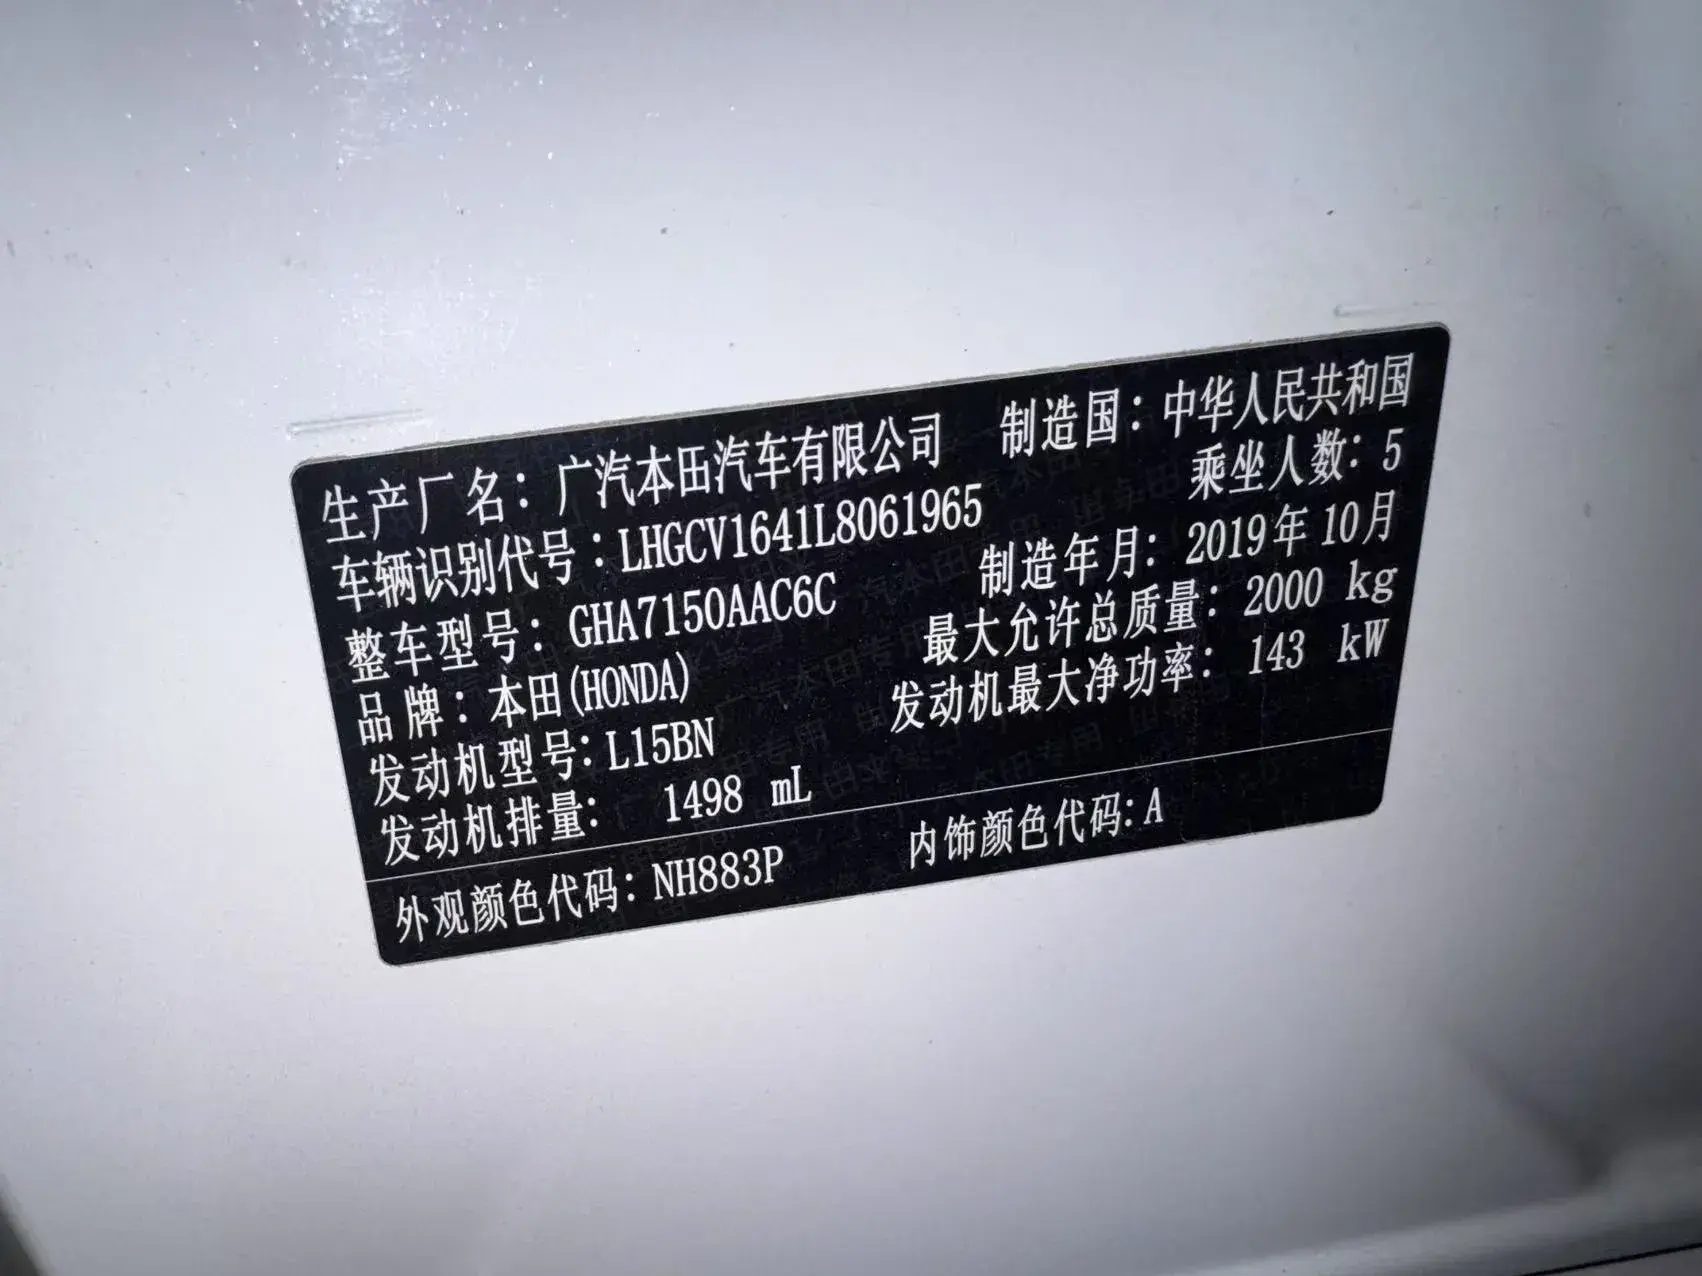 生产厂名：广汽本田汽车有限公司 制造国：中华人民共和国
车辆识别代号：LHGCV1641L8061965 乘坐人数：5
整车型号：GHA7150AAC6C 制造年月：2019年10月
品牌：本田(HONDA) 最大允许总质量：2000 kg
发动机型号：L15BN 发动机最大净功率：143 kW
发动机排量：1498 mL
外观颜色代码：NH883P 内饰颜色代码：A